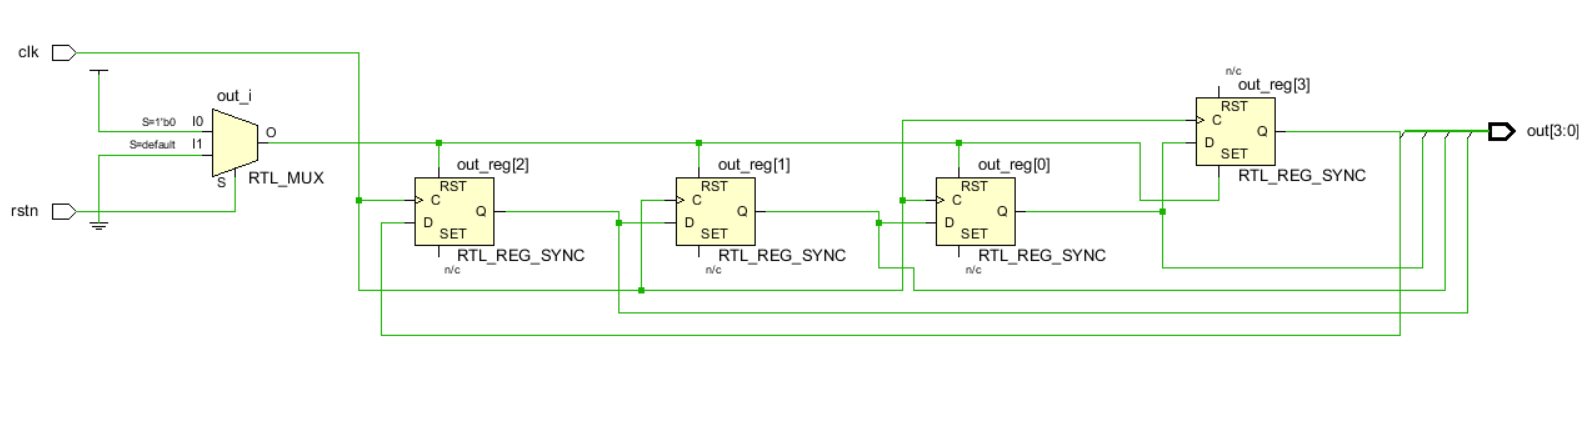 clk
n/c
out_reg[3]
RST
C
D
Q
SET
RTL_REG_SYNC
out[3:0]
out_i
S=1'b0 I0
S=default I1
O
S
RTL_MUX
rstn
out_reg[2]
RST
C
D
Q
SET
RTL_REG_SYNC
n/c
out_reg[1]
RST
C
D
Q
SET
RTL_REG_SYNC
n/c
out_reg[0]
RST
C
D
Q
SET
RTL_REG_SYNC
n/c